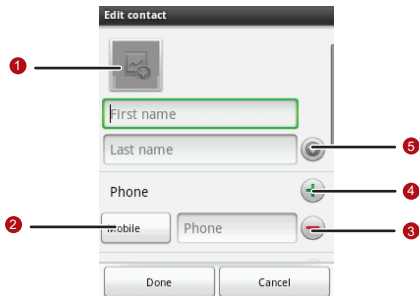 Edit contact
1
First name
Last name
5
Phone
4
2
Mobile
Phone
3
Done
Cancel